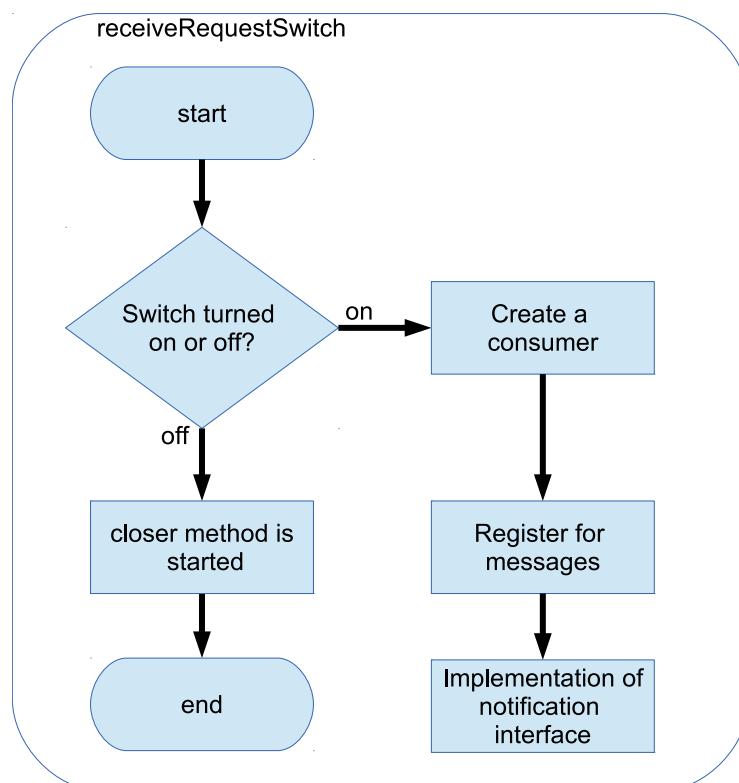 receiveRequestSwitch
start
Switch turned
on or off?
on
Create a
consumer
off
closer method is
started
Register for
messages
end
Implementation of
notification
interface